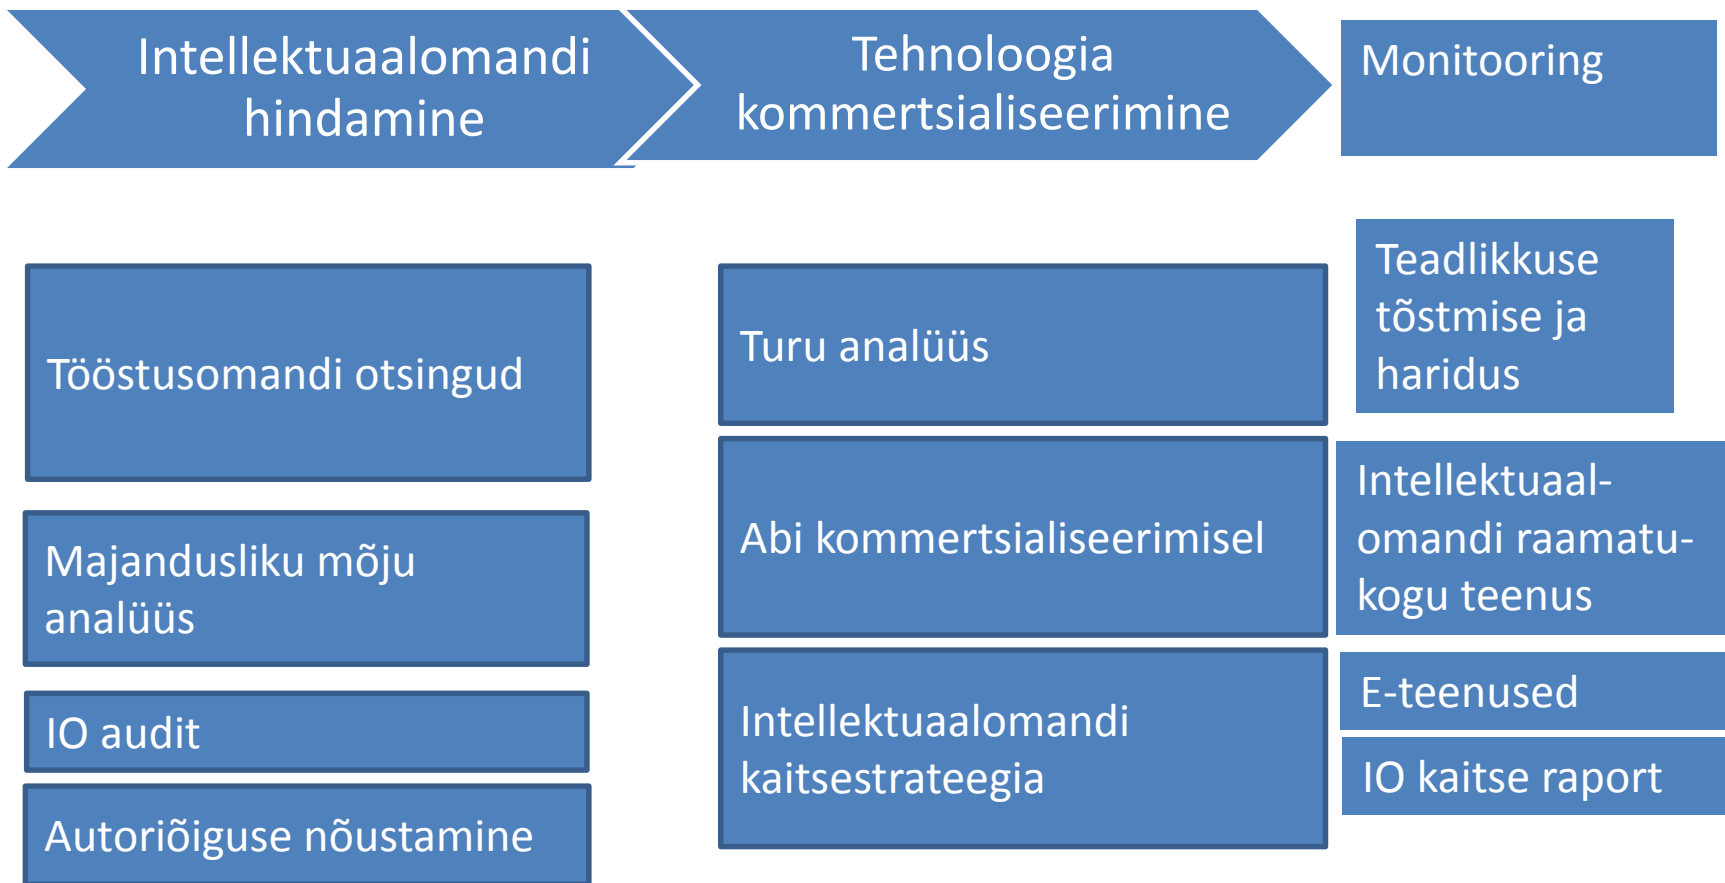 Intellektuaalomandi
hindamine
Tehnoloogia
kommertsialiseerimine
Monitooring
Tööstusomandi otsingud
Majandusliku mõju
analüüs
IO audit
Autoriõiguse nõustamine
Turu analüüs
Abi kommertsialiseerimisel
Intellektuaalomandi
kaitsestrateegia
Teadlikkuse
tõstmise ja
haridus
Intellektuaal-
omandi raamatu-
kogu teenus
E-teenused
IO kaitse raport